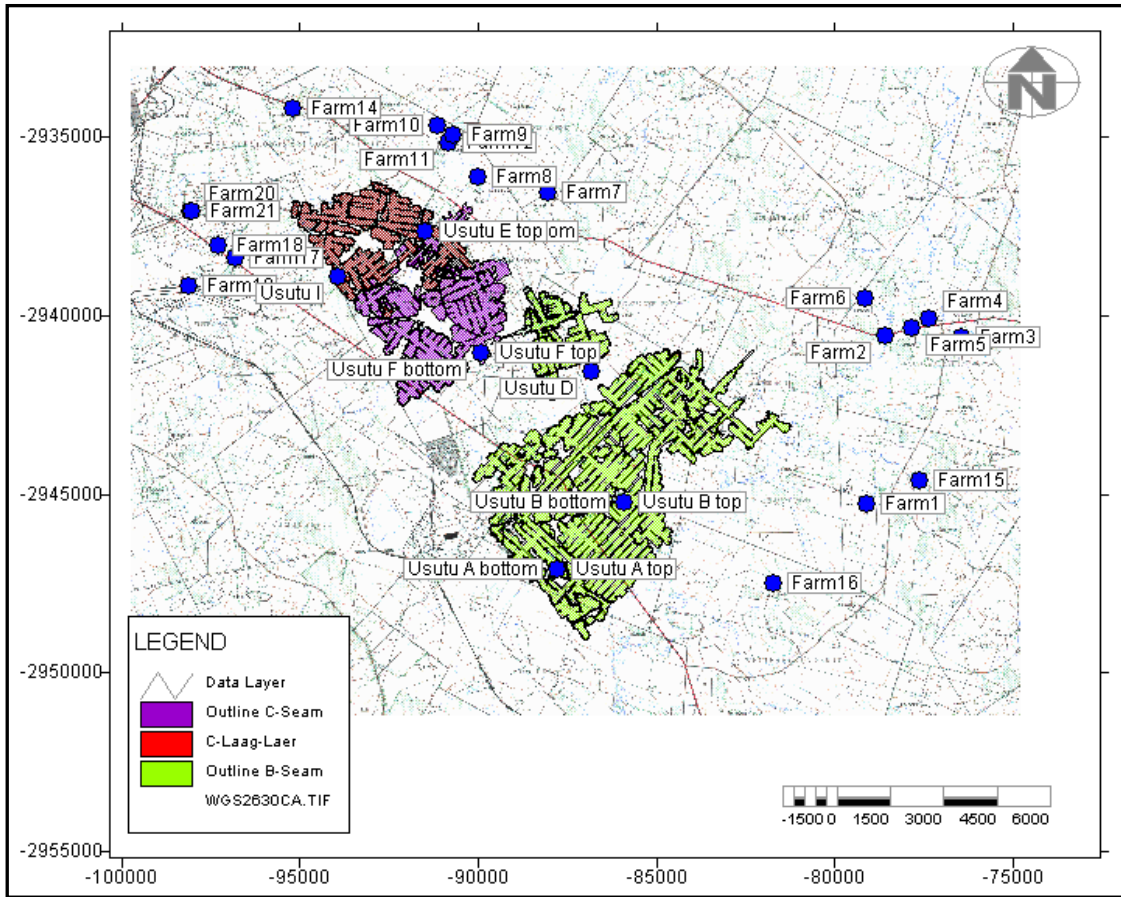 N
-2935000
-2940000
-2945000
-2950000
-2955000
-100000
-95000
-90000
-85000
-80000
-75000
Farm14
Farm10
Farm9
Farm11
Farm8
Farm7
Farm20
Farm21
Farm18
Farm17
Usutu E top
om
Usutu I
Farm6
Farm4
Farm2
Farm5
Farm3
Usutu F top
Usutu F bottom
Usutu D
Farm15
Farm1
Usutu B bottom
Usutu B top
Usutu A bottom
Usutu A top
Farm16
LEGEND
Data Layer
Outline C-Seam
C-Laag-Laer
Outline B-Seam
WGS2630CA.TIF
-1500 0 1500 3000 4500 6000